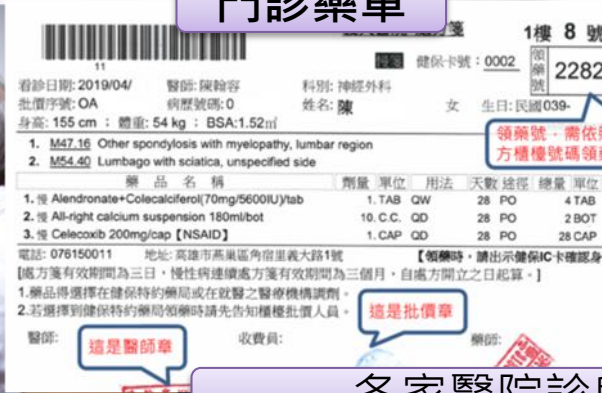 門診藥單
1樓 8 號
11
慢箋 健保卡號：0002 領藥號 2282
看診日期: 2019/04/ 醫師: 陳翰容 科別: 神經外科
批價序號: OA 病歷號碼: 0 姓名: 陳 女 生日: 民國039-
身高: 155 cm ； 體重: 54 kg ； BSA:1.52㎡
領藥號，需依
方櫃檯號碼領藥
1. M47.16 Other spondylosis with myelopathy, lumbar region
2. M54.40 Lumbago with sciatica, unspecified side
藥 品 名 稱 劑量 單位 用法 天數 途徑 總量 單位
1. 慢 Alendronate+Colecalciferol(70mg/5600IU)/tab 1. TAB QW 28 PO 4 TAB
2. 慢 All-right calcium suspension 180ml/bot 10. C.C. QD 28 PO 2 BOT
3. 慢 Celecoxib 200mg/cap【NSAID】 1. CAP QD 28 PO 28 CAP
電話: 076150011 地址: 高雄市燕巢區角宿里義大路1號 【領藥時，請出示健保IC卡確認身
[處方箋有效期間為三日，慢性病連續處方箋有效期間為三個月，自處方開立之日起算。]
1.藥品得選擇在健保特約藥局或在就醫之醫療機構調劑。
2.若選擇到健保特約藥局領藥時請先告知櫃檯批價人員。
這是批價章
醫師: 收費員: 藥師:
這是醫師章
各家醫院診